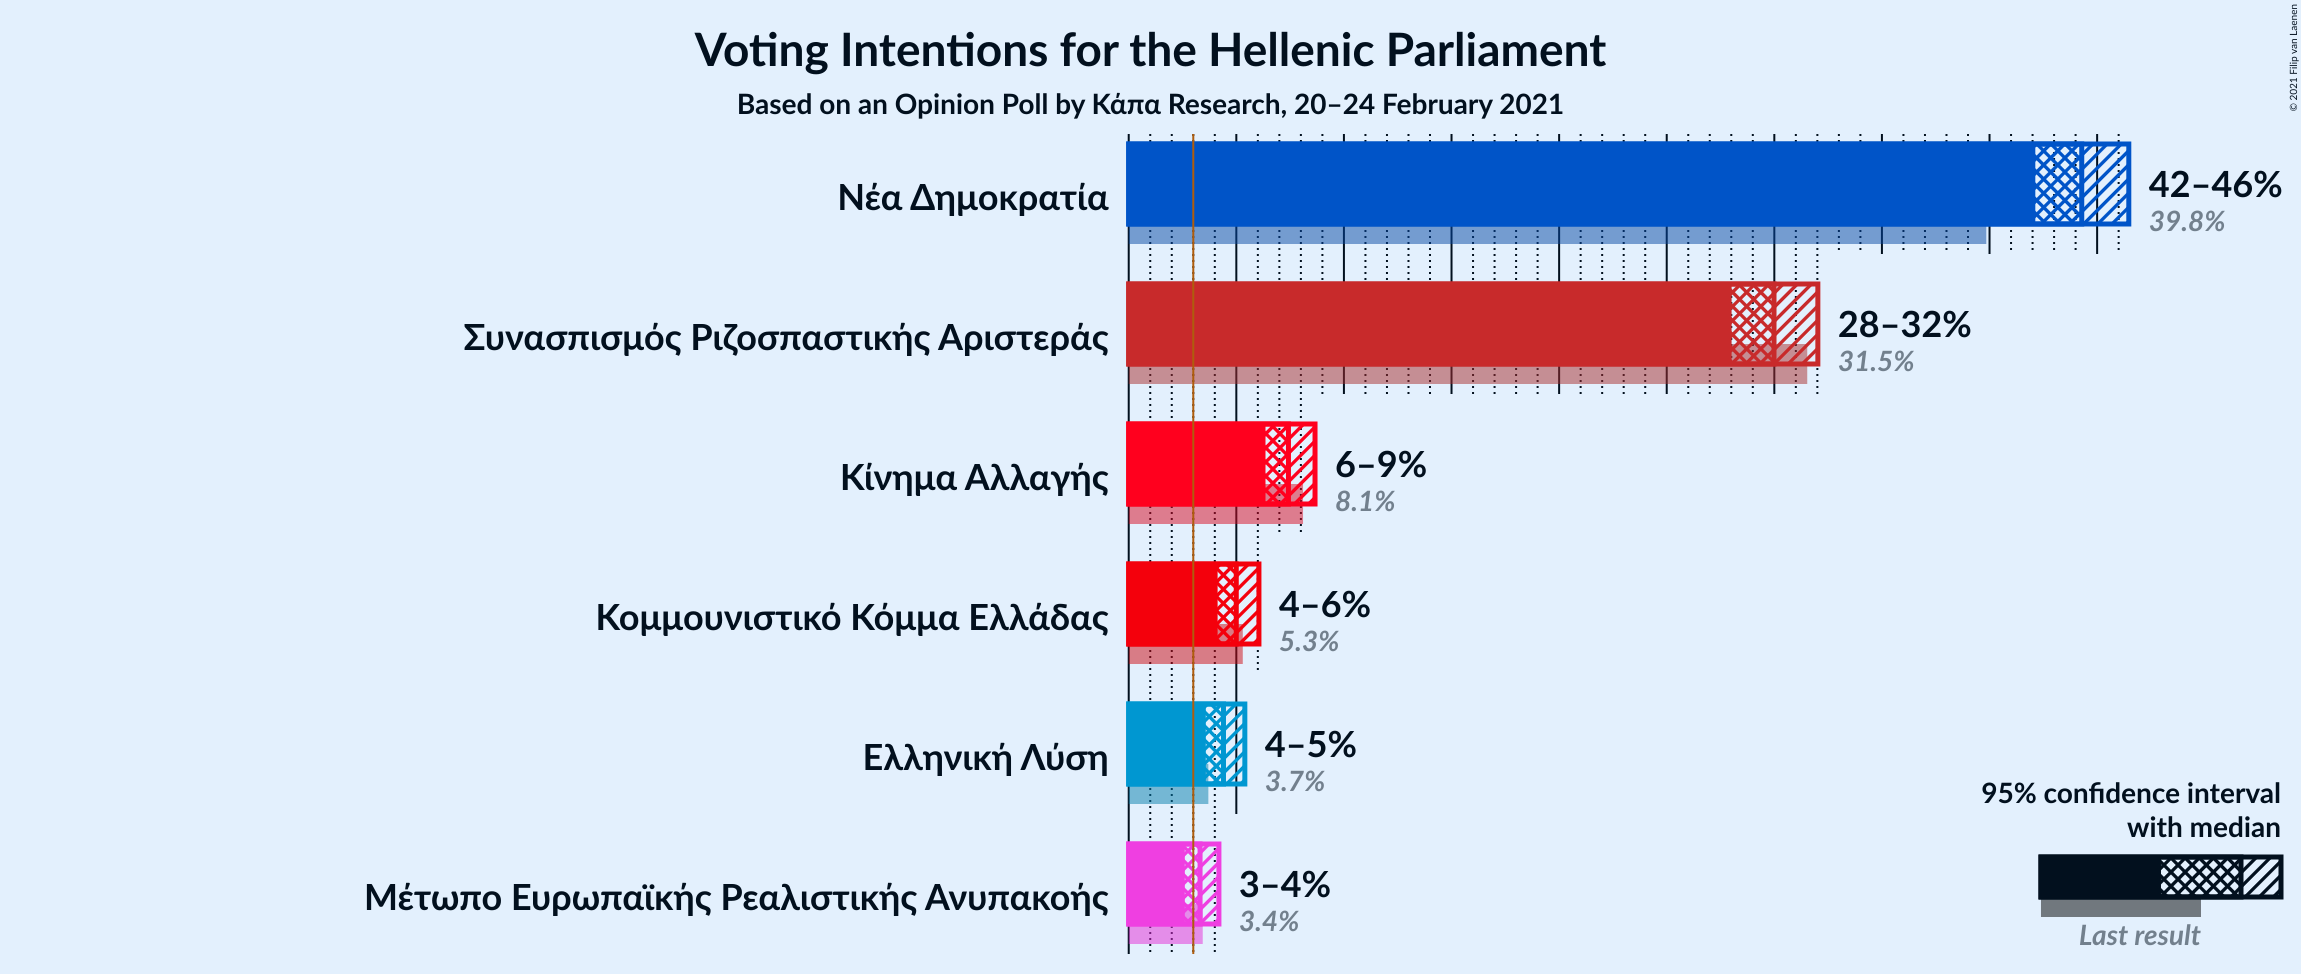 Voting Intentions for the Hellenic Parliament
Based on an Opinion Poll by Κάπα Research, 20–24 February 2021
© 2021 Filip van Laenen
Νέα Δημοκρατία
42–46%
39.8%
Συνασπισμός Ριζοσπαστικής Αριστεράς
28–32%
31.5%
Κίνημα Αλλαγής
6–9%
8.1%
Κομμουνιστικό Κόμμα Ελλάδας
4–6%
5.3%
Ελληνική Λύση
4–5%
3.7%
Μέτωπο Ευρωπαϊκής Ρεαλιστικής Ανυπακοής
3–4%
3.4%
95% confidence interval
with median
Last result